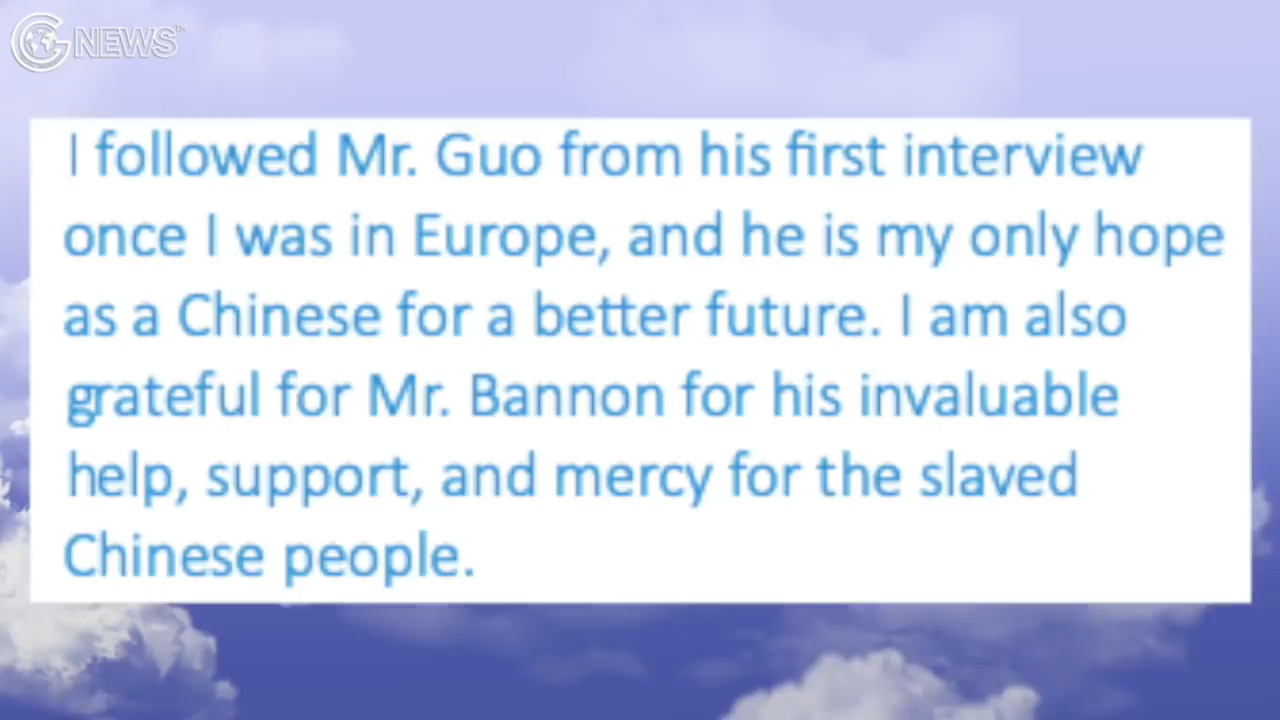 GNEWS™
I followed Mr. Guo from his first interview
once I was in Europe, and he is my only hope
as a Chinese for a better future. I am also
grateful for Mr. Bannon for his invaluable
help, support, and mercy for the slaved
Chinese people.